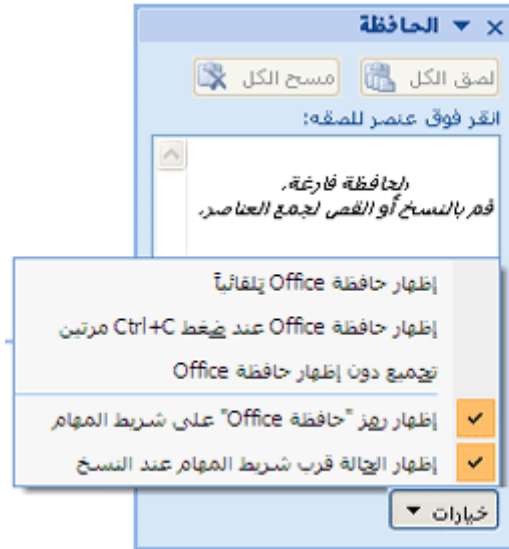 الحافظة
لصق الكل مسح الكل
انقر فوق عنصر للصقه:
الحافظة فارغة.
قم بالنسخ أو القص لجمع العناصر.
إظهار حافظة Office تلقائياً
إظهار حافظة Office عند ضغط Ctrl+C مرتين
تجميع دون إظهار حافظة Office
إظهار رمز "حافظة Office" على شريط المهام
إظهار الحالة قرب شريط المهام عند النسخ
خيارات